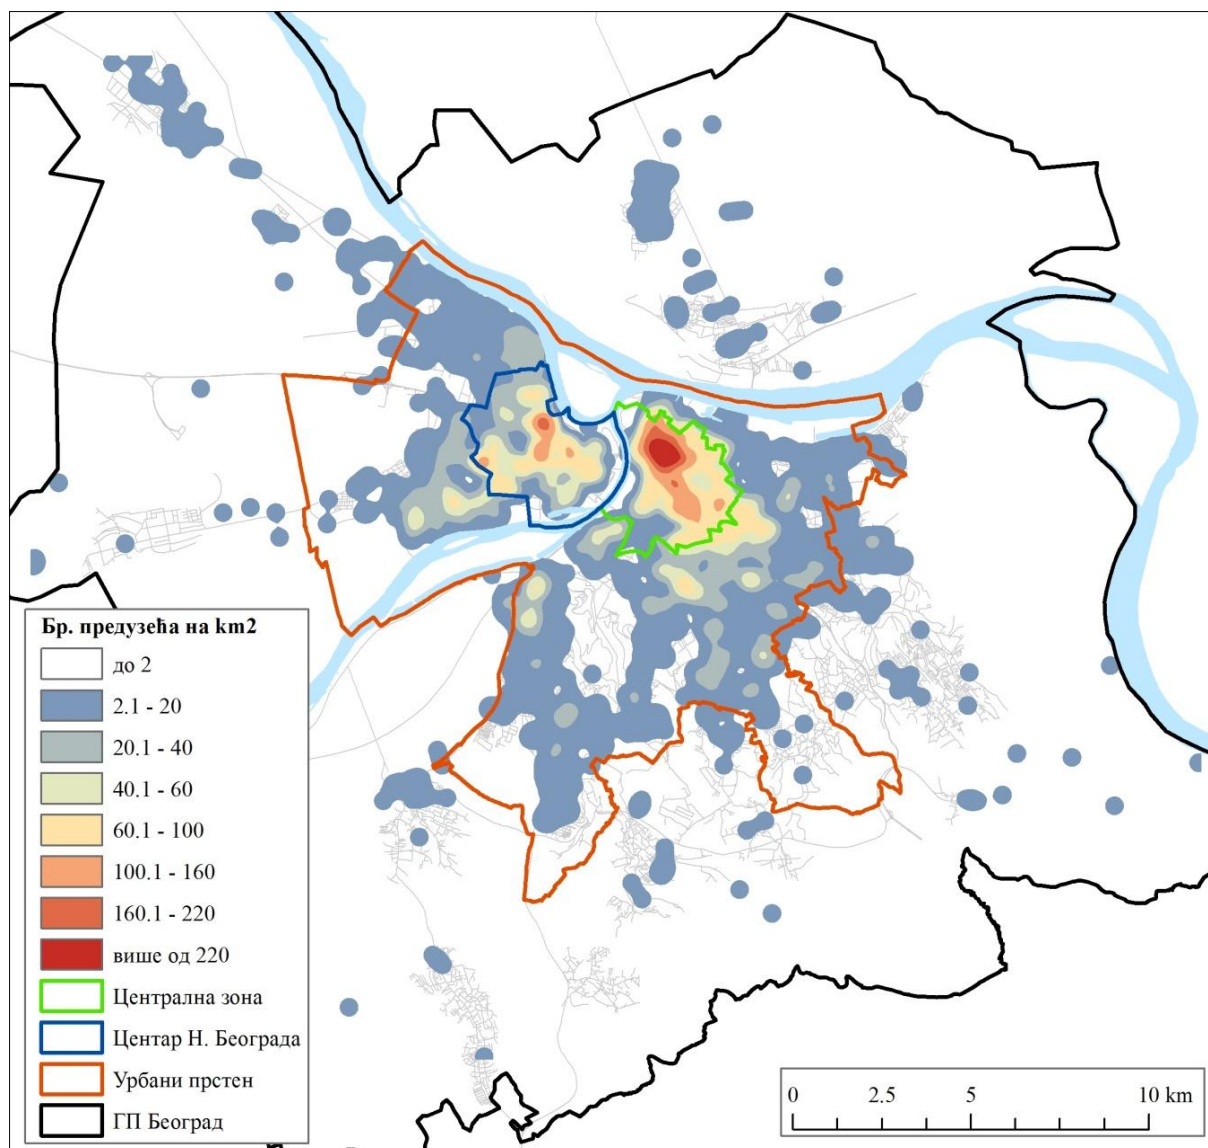 Бр. предузећа на km2
до 2
2.1 - 20
20.1 - 40
40.1 - 60
60.1 - 100
100.1 - 160
160.1 - 220
више од 220
Централна зона
Центар Н. Београда
Урбани прстен
ГП Београд
0 2.5 5 10 km